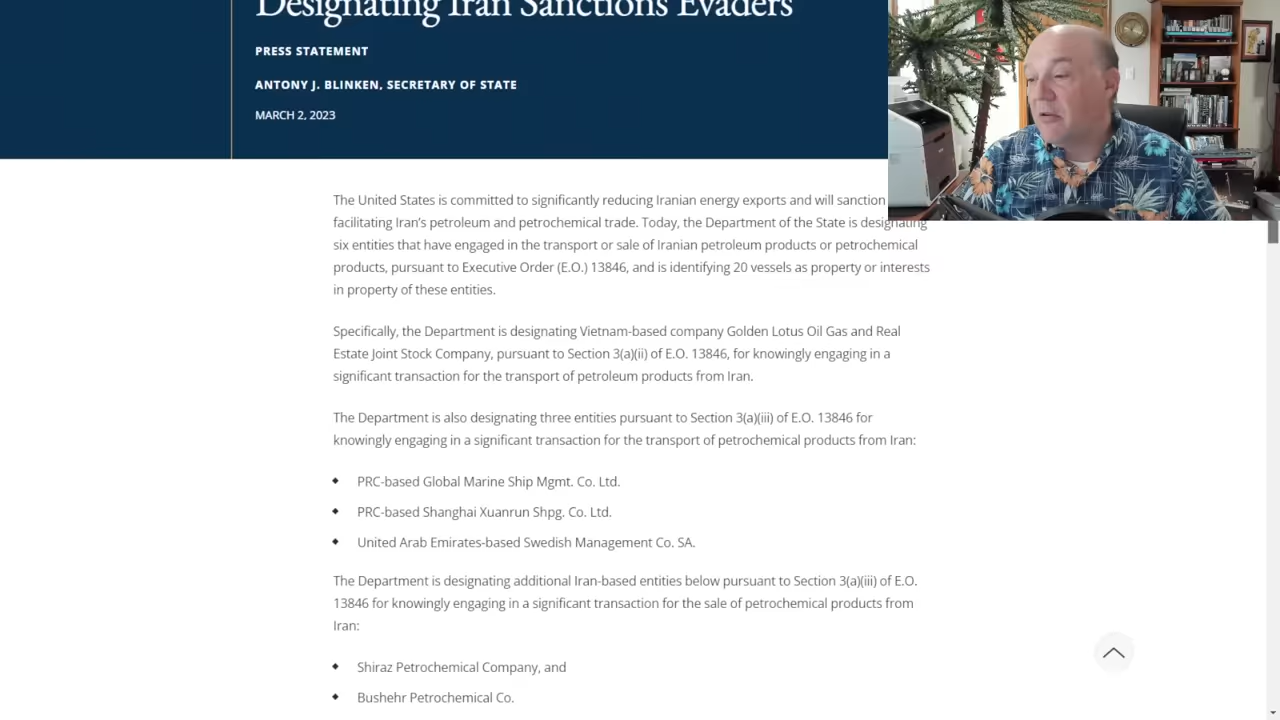 Designating Iran Sanctions Evaders
PRESS STATEMENT
ANTONY J. BLINKEN, SECRETARY OF STATE
MARCH 2, 2023
The United States is committed to significantly reducing Iranian energy exports and will sanction
facilitating Iran's petroleum and petrochemical trade. Today, the Department of the State is designating
six entities that have engaged in the transport or sale of Iranian petroleum products or petrochemical
products, pursuant to Executive Order (E.O.) 13846, and is identifying 20 vessels as property or interests
in property of these entities.
Specifically, the Department is designating Vietnam-based company Golden Lotus Oil Gas and Real
Estate Joint Stock Company, pursuant to Section 3(a)(ii) of E.O. 13846, for knowingly engaging in a
significant transaction for the transport of petroleum products from Iran.
The Department is also designating three entities pursuant to Section 3(a)(iii) of E.O. 13846 for
knowingly engaging in a significant transaction for the transport of petrochemical products from Iran:
PRC-based Global Marine Ship Mgmt. Co. Ltd.
PRC-based Shanghai Xuanrun Shpg. Co. Ltd.
United Arab Emirates-based Swedish Management Co. SA.
The Department is designating additional Iran-based entities below pursuant to Section 3(a)(iii) of E.O.
13846 for knowingly engaging in a significant transaction for the sale of petrochemical products from
Iran:
Shiraz Petrochemical Company, and
Bushehr Petrochemical Co.